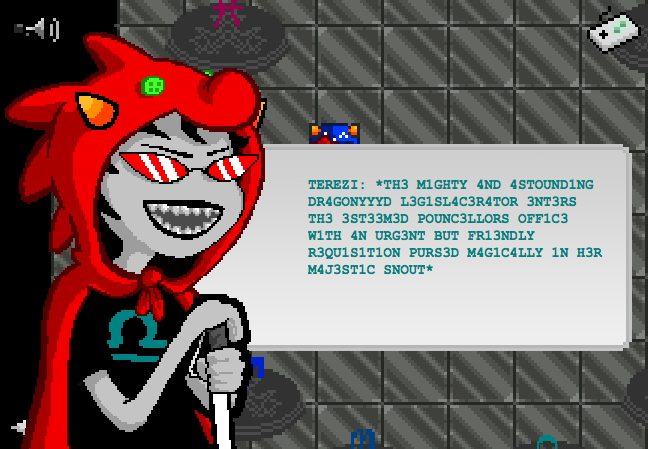 TEREZI: *TH3 M1GHTY 4ND 4STOUND1NG
DR4GONYYYD L3G1SL4C3R4TOR 3NT3RS
TH3 3ST33M3D POUNC3LLORS OFF1C3
W1TH 4N URG3NT BUT FR13NDLY
R3QU1S1T1ON PURS3D M4G1C4LLY 1N H3R
M4J3ST1C SNOUT*